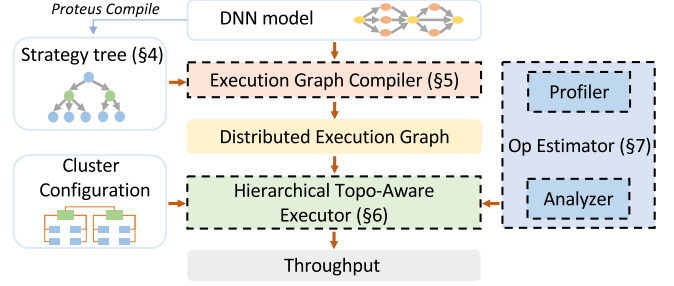 Proteus Compile
DNN model
Strategy tree (§4)
Execution Graph Compiler (§5)
Profiler
Distributed Execution Graph
Op Estimator (§7)
Cluster
Configuration
Hierarchical Topo-Aware
Executor (§6)
Analyzer
Throughput